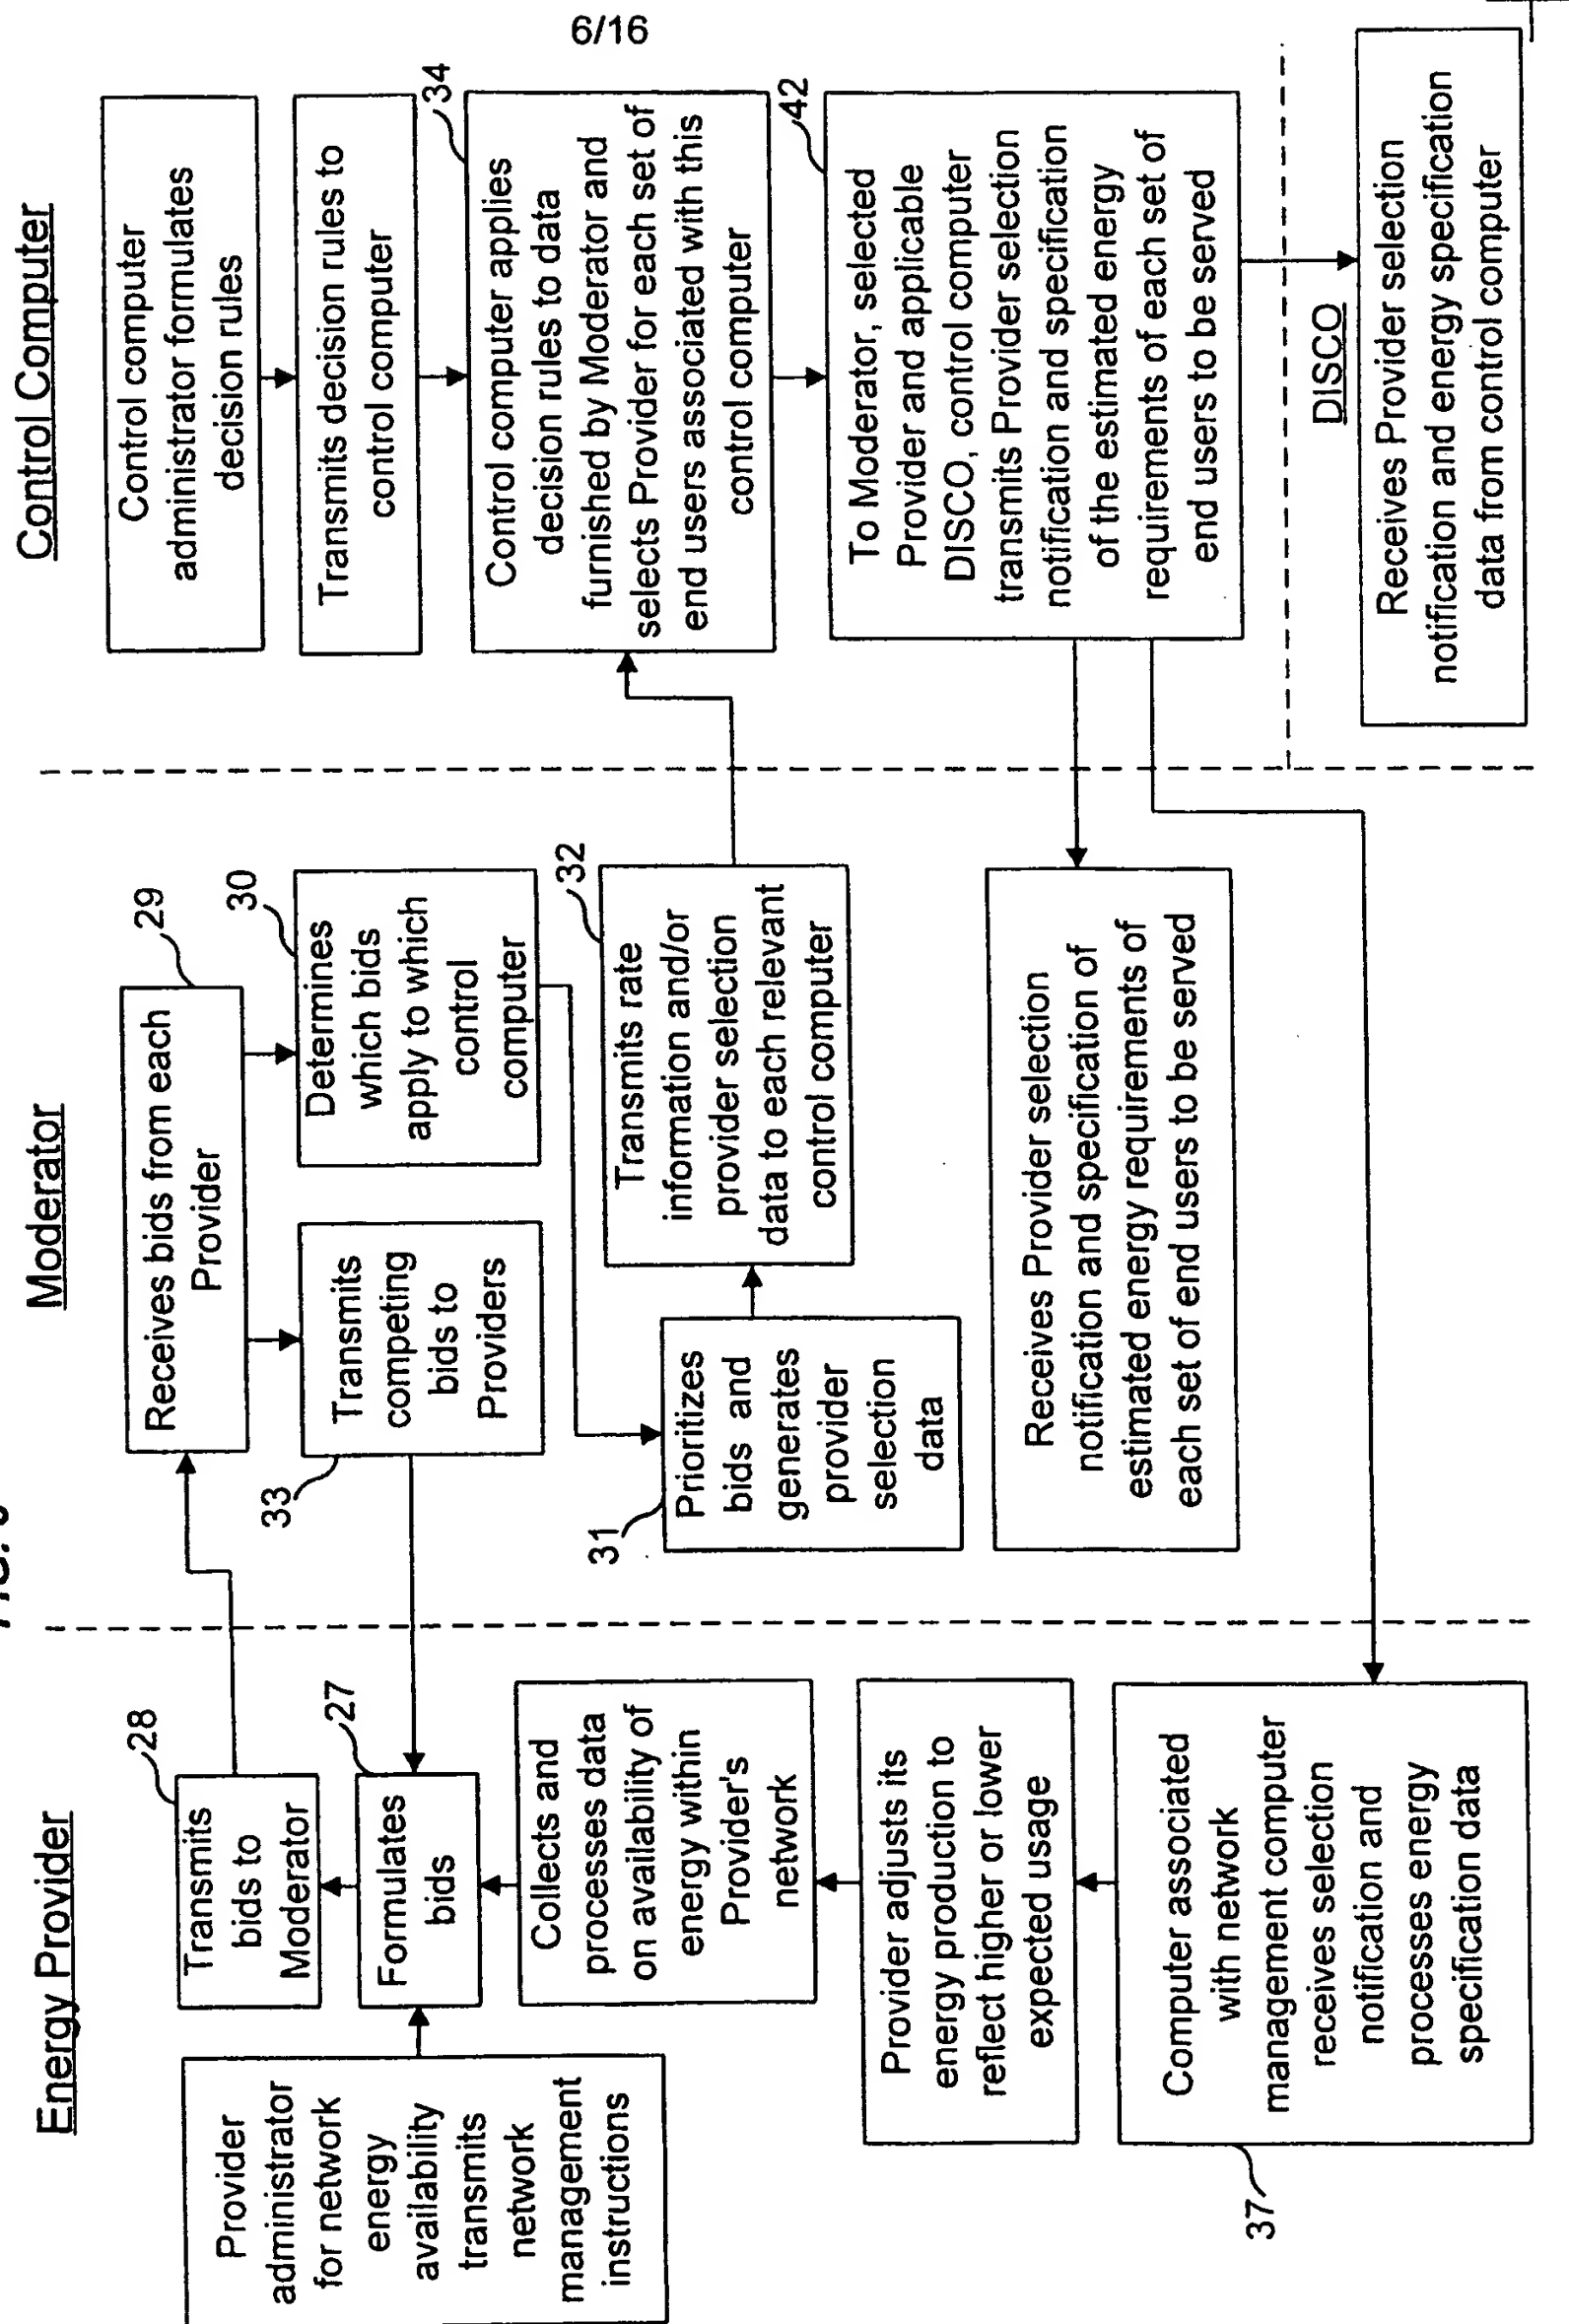 6/16
Energy Provider
Provider
administrator
for network
energy
availability
transmits
network
management
instructions
28
Transmits
bids to
Moderator
27
Formulates
bids
Collects and
processes data
on availability of
energy within
Provider's
network
Provider adjusts its
energy production to
reflect higher or lower
expected usage
37
Computer associated
with network
management computer
receives selection
notification and
processes energy
specification data
Moderator
29
Receives bids from each
Provider
33
Transmits
competing
bids to
Providers
30
Determines
which bids
apply to which
control
computer
31
Prioritizes
bids and
generates
provider
selection
data
32
Transmits rate
information and/or
provider selection
data to each relevant
control computer
Receives Provider selection
notification and specification of
estimated energy requirements of
each set of end users to be served
Control Computer
Control computer
administrator formulates
decision rules
Transmits decision rules to
control computer
34
Control computer applies
decision rules to data
furnished by Moderator and
selects Provider for each set of
end users associated with this
control computer
42
To Moderator, selected
Provider and applicable
DISCO, control computer
transmits Provider selection
notification and specification
of the estimated energy
requirements of each set of
end users to be served
DISCO
Receives Provider selection
notification and energy specification
data from control computer